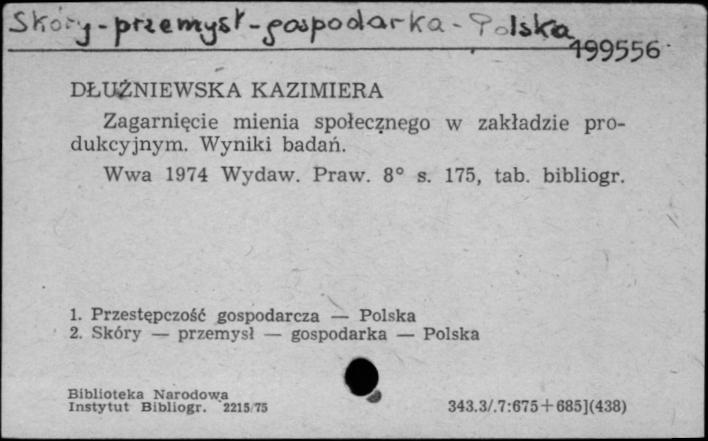 Skóry - przemysł - gospodarka - Polska
199556
DŁUŻNIEWSKA KAZIMIERA
Zagarnięcie mienia społecznego w zakładzie pro-
dukcyjnym. Wyniki badań.
Wwa 1974 Wydaw. Praw. 8° s. 175, tab. bibliogr.
1. Przestępczość gospodarcza — Polska
2. Skóry — przemysł — gospodarka — Polska
Biblioteka Narodowa
Instytut Bibliogr. 2215/75
343.3/.7:675+685](438)